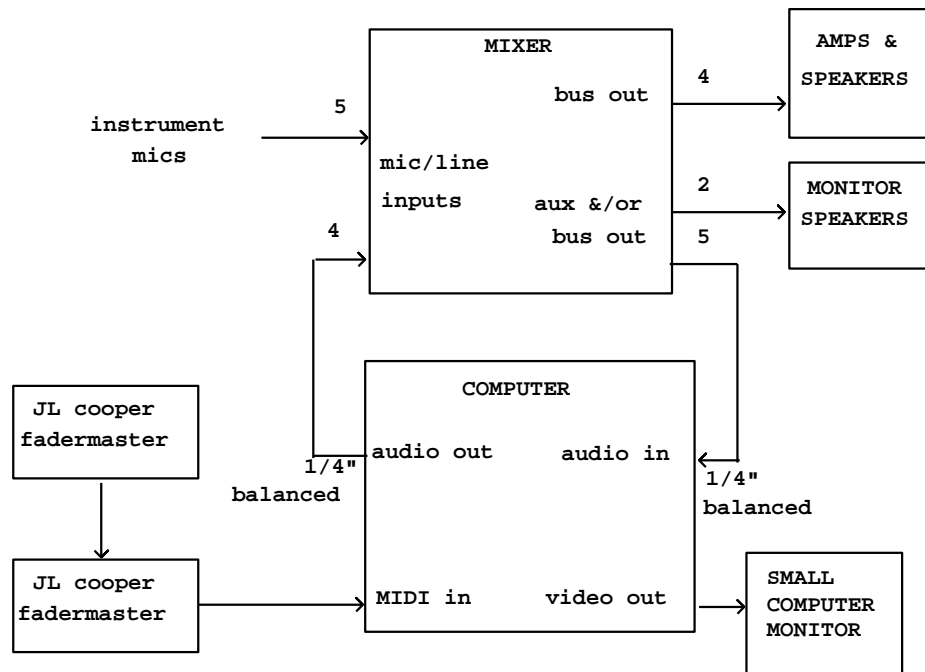 MIXER
AMPS &
SPEAKERS
4
bus out
5
instrument
mics
mic/line
inputs
2
MONITOR
SPEAKERS
aux &/or
bus out
4
5
COMPUTER
JL cooper
fadermaster
audio out
audio in
1/4"
balanced
1/4"
balanced
JL cooper
fadermaster
MIDI in
video out
SMALL
COMPUTER
MONITOR